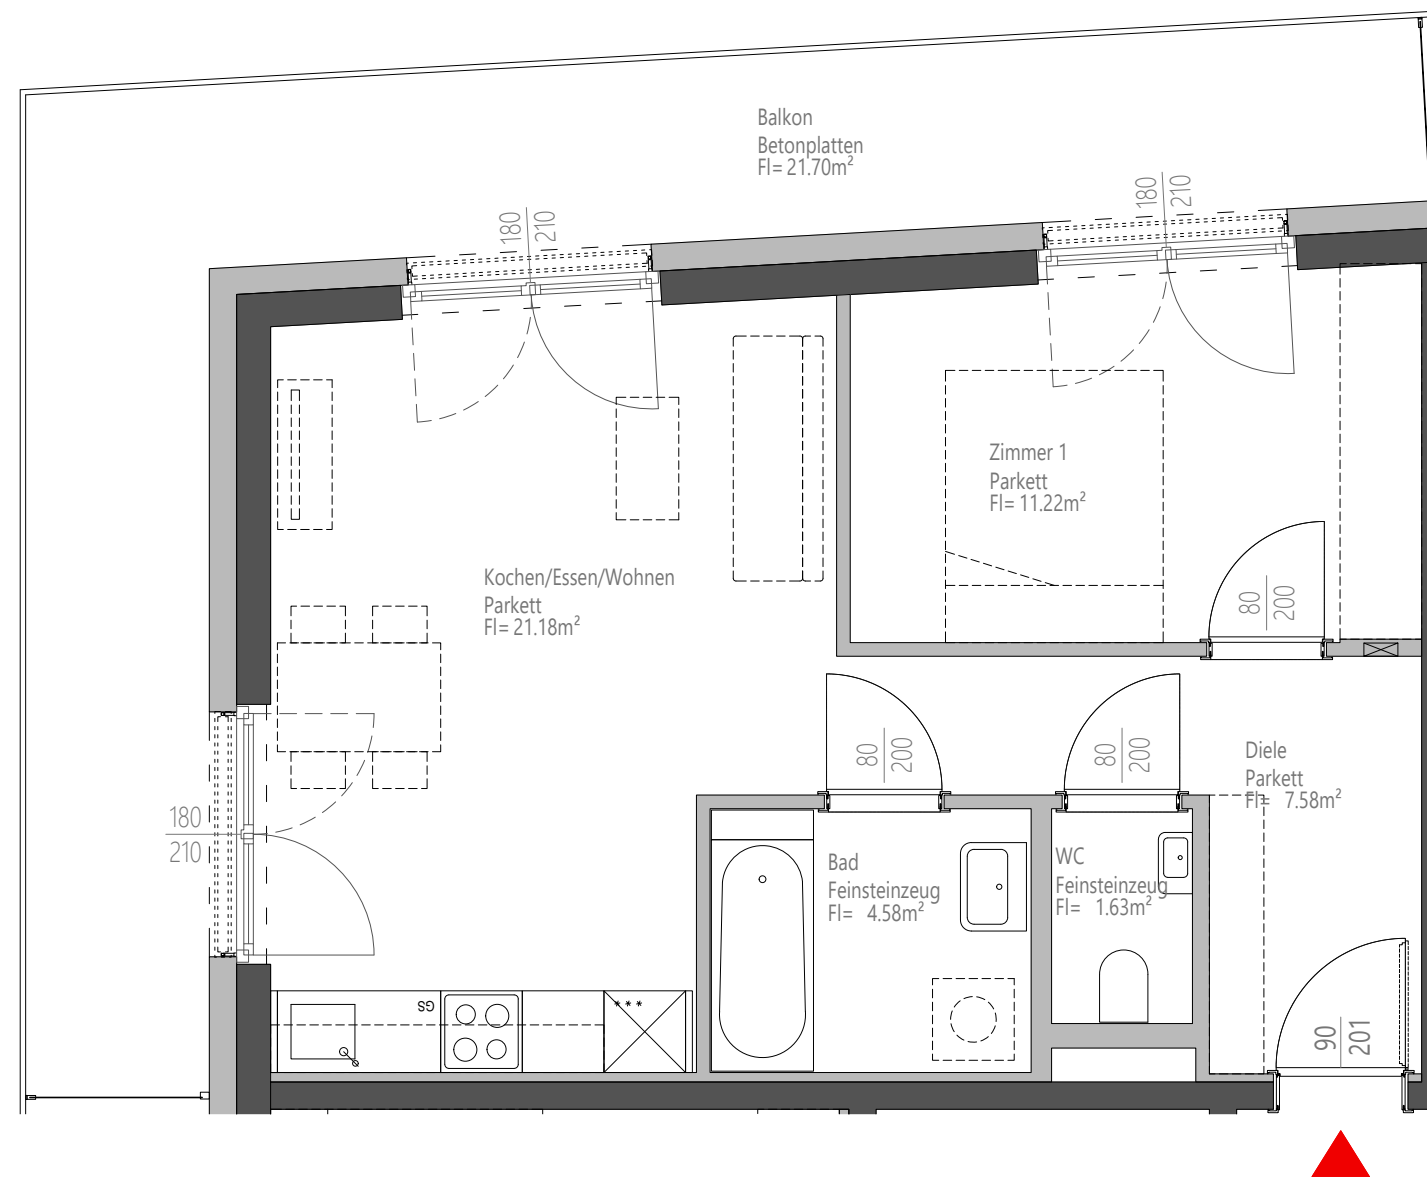 Balkon
Betonplatten
Fl= 21.70m²
180
210
180
210
Zimmer 1
Parkett
Fl= 11.22m²
Kochen/Essen/Wohnen
Parkett
Fl= 21.18m²
80
200
80
200
80
200
Diele
Parkett
Fl= 7.58m²
180
210
Bad
Feinsteinzeug
Fl= 4.58m²
WC
Feinsteinzeug
Fl= 1.63m²
GS
***
90
201